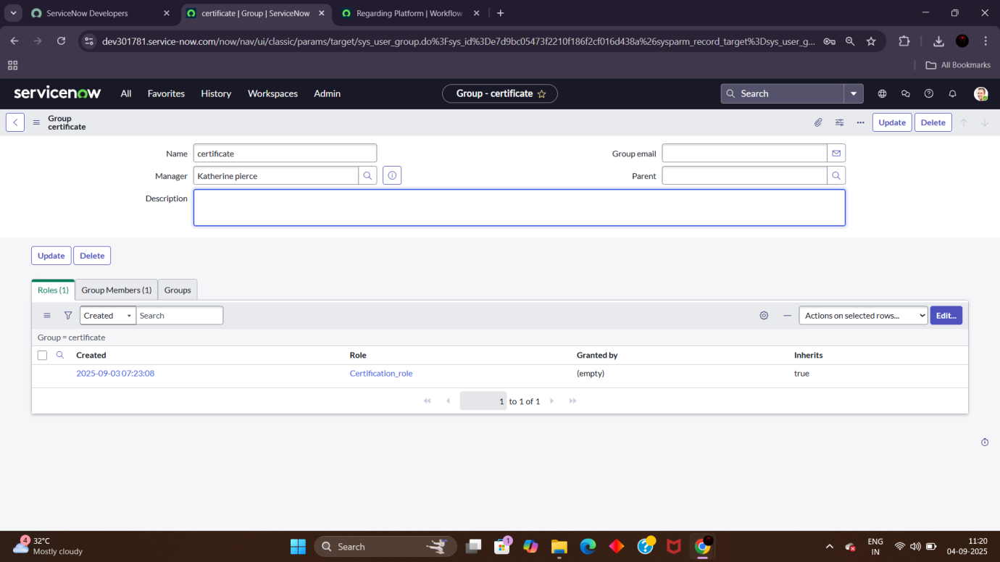 ServiceNow Developers
certificate | Group | ServiceNow
Regarding Platform | Workflow
dev301781.service-now.com/now/nav/ui/classic/params/target/sys_user_group.do%3Fsys_id%3De7d9bc05473f2210f186f2cf016d438a%26sysparm_record_target%3Dsys_user_g...
All Bookmarks
servicenow
All
Favorites
History
Workspaces
Admin
Group - certificate
Search
Group
certificate
Update
Delete
Name
certificate
Group email
Manager
Katherine pierce
Parent
Description
Update
Delete
Roles (1)
Group Members (1)
Groups
Created
Search
Actions on selected rows...
Edit...
Group = certificate
Created
Role
Granted by
Inherits
2025-09-03 07:23:08
Certification_role
(empty)
true
1 to 1 of 1
4
32°C
Mostly cloudy
Search
1
ENG
IN
11:20
04-09-2025